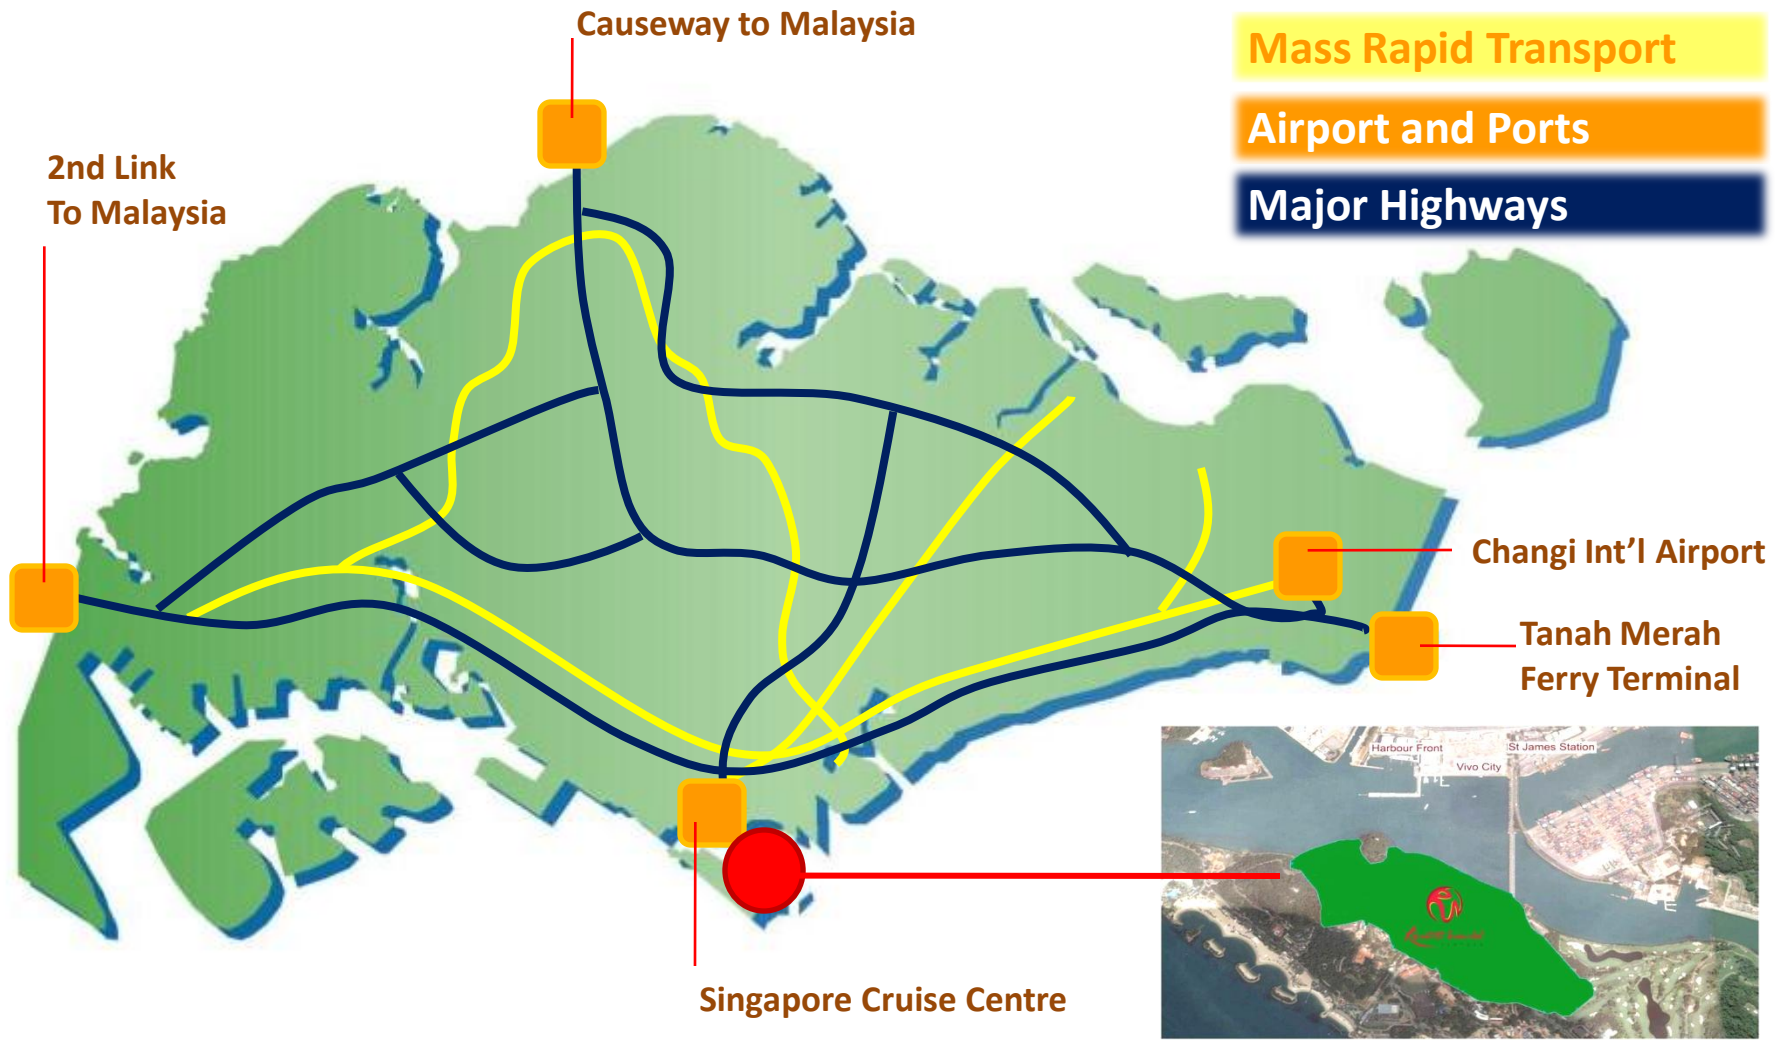 Causeway to Malaysia
Mass Rapid Transport
Airport and Ports
Major Highways
2nd Link
To Malaysia
Changi Int’l Airport
Tanah Merah
Ferry Terminal
Harbour Front
St James Station
Vivo City
Singapore Cruise Centre